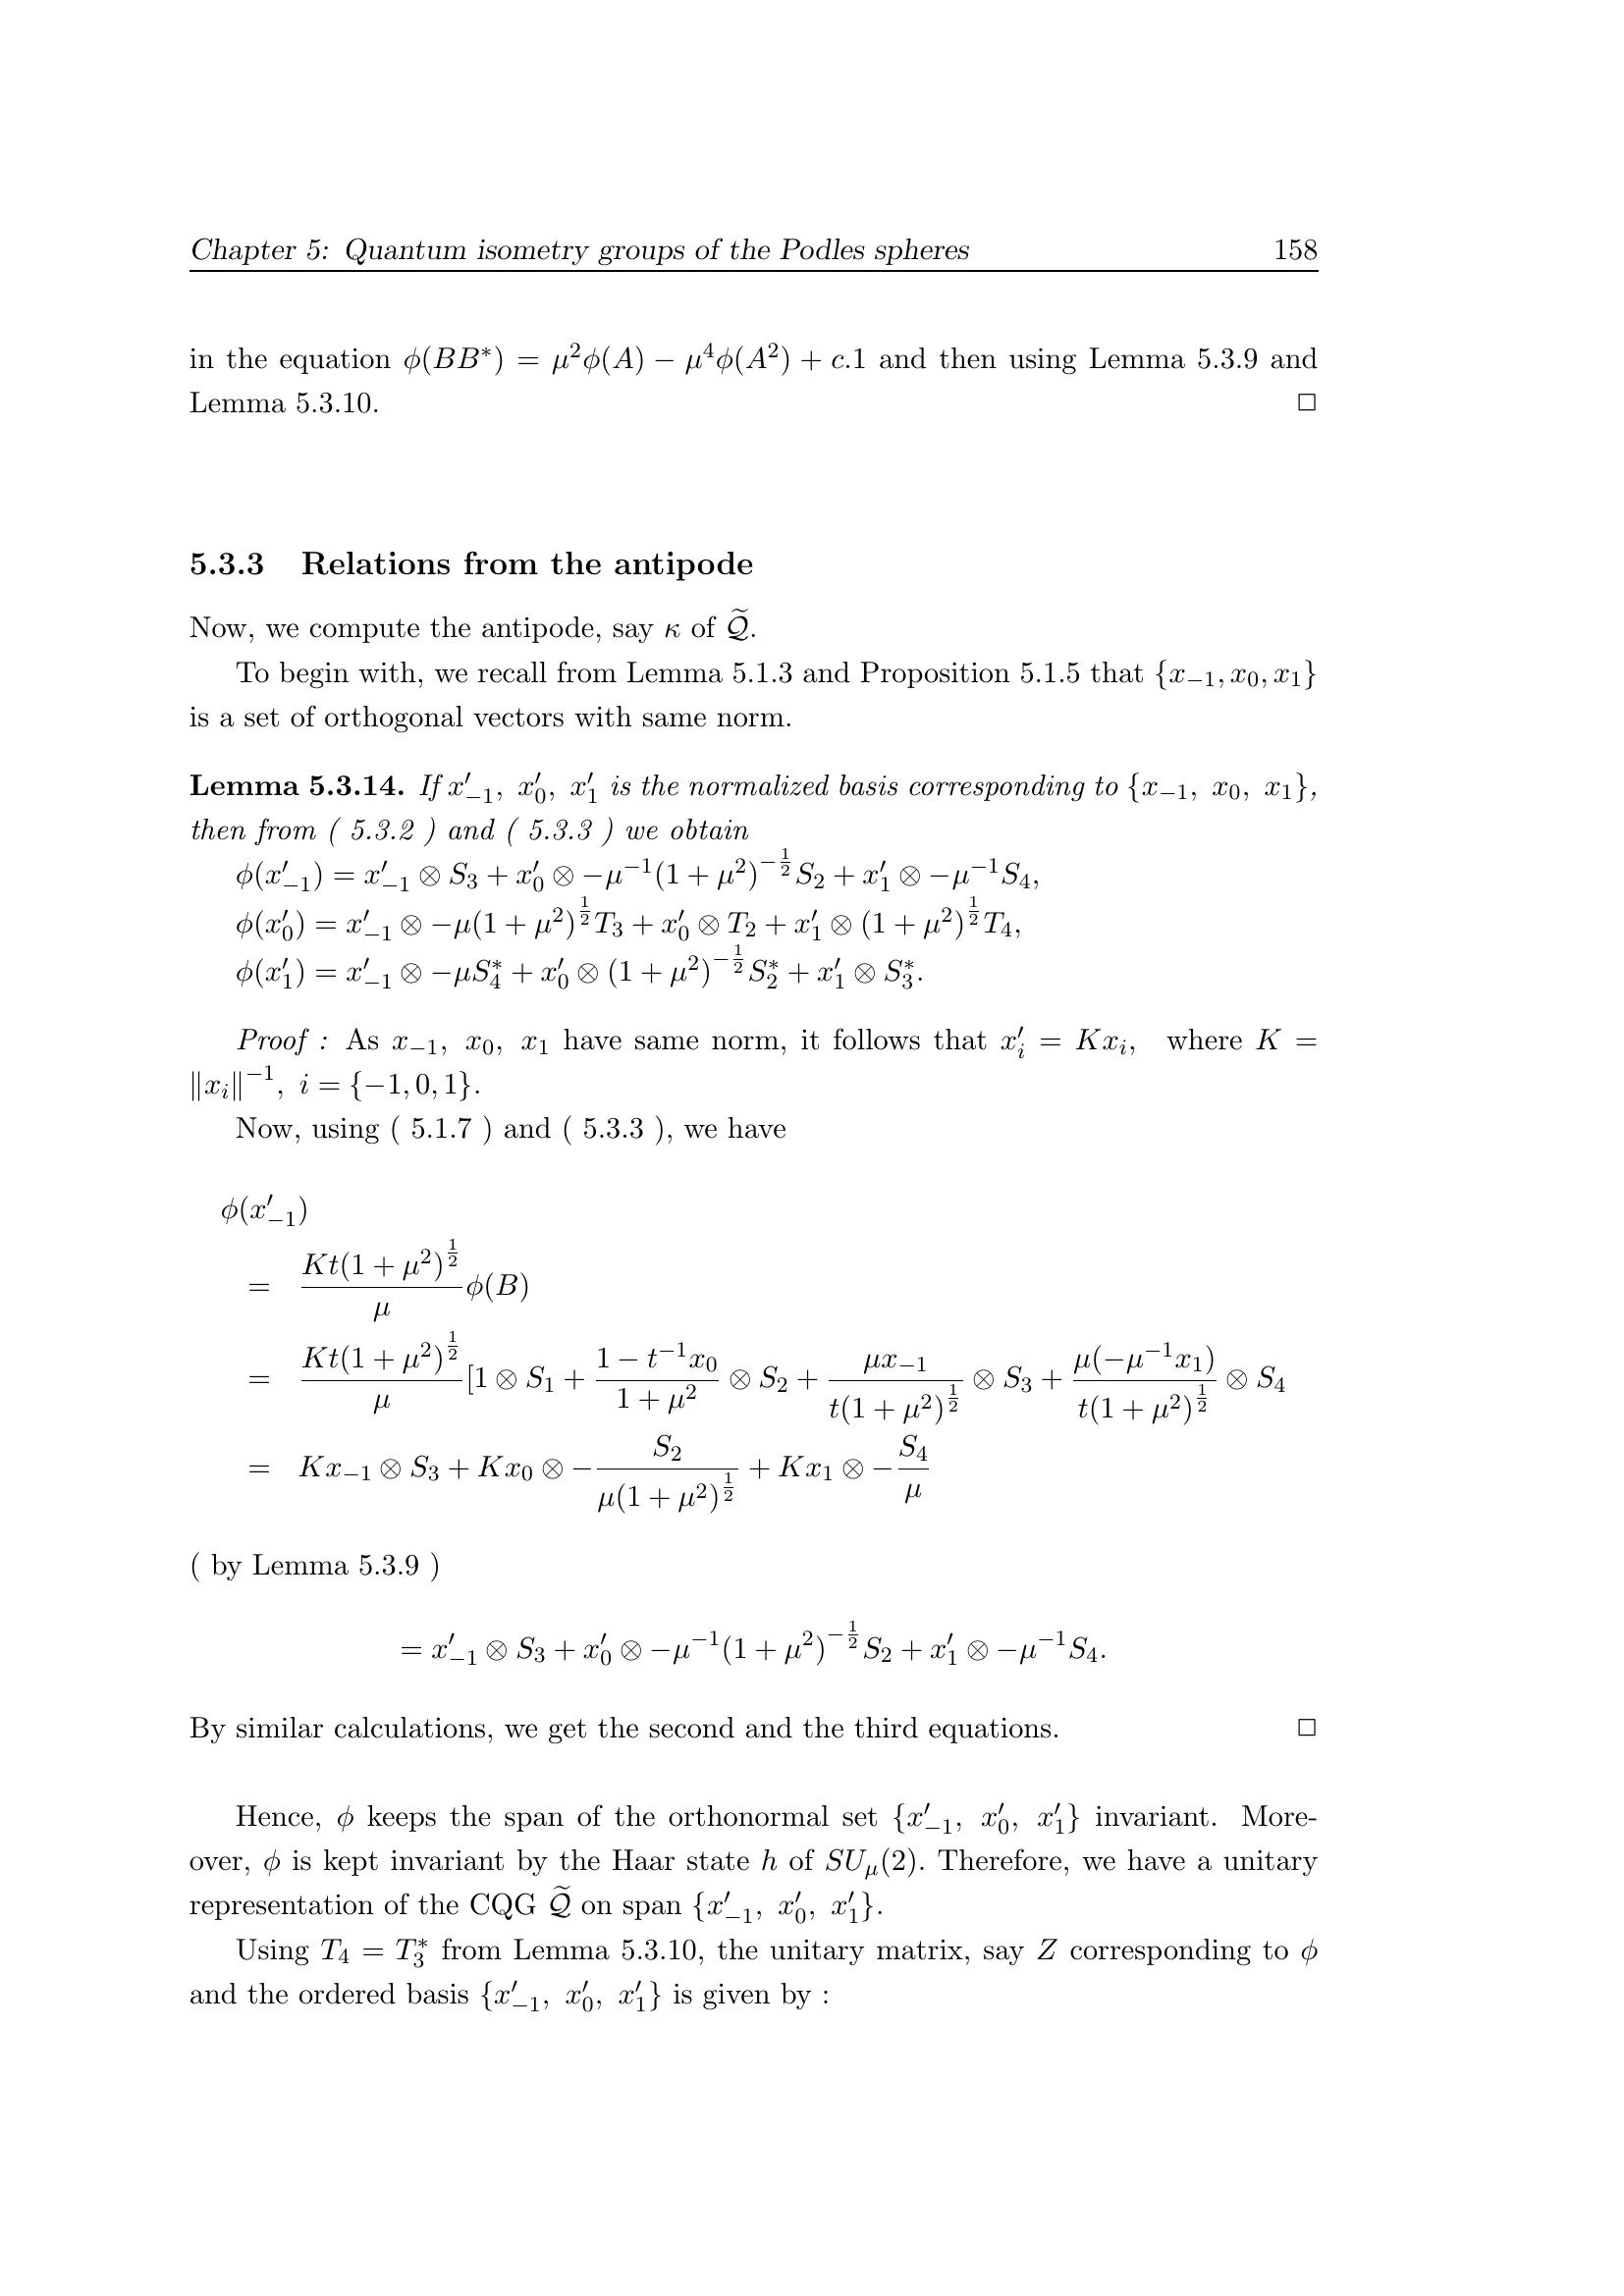 Chapter 5: Quantum isometry groups of the Podles spheres 158
in the equation $\phi(BB^*) = \mu^2\phi(A) - \mu^4\phi(A^2) + c.1$ and then using Lemma 5.3.9 and
Lemma 5.3.10. □
5.3.3 Relations from the antipode
Now, we compute the antipode, say $\kappa$ of $\widetilde{\mathcal{Q}}$.
To begin with, we recall from Lemma 5.1.3 and Proposition 5.1.5 that $\{x_{-1}, x_0, x_1\}$
is a set of orthogonal vectors with same norm.
Lemma 5.3.14. If $x'_{-1},\ x'_0,\ x'_1$ is the normalized basis corresponding to $\{x_{-1},\ x_0,\ x_1\}$,
then from ( 5.3.2 ) and ( 5.3.3 ) we obtain
$\phi(x'_{-1}) = x'_{-1} \otimes S_3 + x'_0 \otimes -\mu^{-1}(1+\mu^2)^{-\frac{1}{2}}S_2 + x'_1 \otimes -\mu^{-1}S_4,$
$\phi(x'_0) = x'_{-1} \otimes -\mu(1+\mu^2)^{\frac{1}{2}}T_3 + x'_0 \otimes T_2 + x'_1 \otimes (1+\mu^2)^{\frac{1}{2}}T_4,$
$\phi(x'_1) = x'_{-1} \otimes -\mu S_4^* + x'_0 \otimes (1+\mu^2)^{-\frac{1}{2}}S_2^* + x'_1 \otimes S_3^*.$
Proof : As $x_{-1},\ x_0,\ x_1$ have same norm, it follows that $x'_i = Kx_i,$ where $K =$
$\|x_i\|^{-1},\ i = \{-1, 0, 1\}.$
Now, using ( 5.1.7 ) and ( 5.3.3 ), we have
$\phi(x'_{-1})$
$= \frac{Kt(1+\mu^2)^{\frac{1}{2}}}{\mu}\phi(B)$
$= \frac{Kt(1+\mu^2)^{\frac{1}{2}}}{\mu}[1 \otimes S_1 + \frac{1-t^{-1}x_0}{1+\mu^2} \otimes S_2 + \frac{\mu x_{-1}}{t(1+\mu^2)^{\frac{1}{2}}} \otimes S_3 + \frac{\mu(-\mu^{-1}x_1)}{t(1+\mu^2)^{\frac{1}{2}}} \otimes S_4$
$= Kx_{-1} \otimes S_3 + Kx_0 \otimes -\frac{S_2}{\mu(1+\mu^2)^{\frac{1}{2}}} + Kx_1 \otimes -\frac{S_4}{\mu}$
( by Lemma 5.3.9 )
$= x'_{-1} \otimes S_3 + x'_0 \otimes -\mu^{-1}(1+\mu^2)^{-\frac{1}{2}}S_2 + x'_1 \otimes -\mu^{-1}S_4.$
By similar calculations, we get the second and the third equations. □
Hence, $\phi$ keeps the span of the orthonormal set $\{x'_{-1},\ x'_0,\ x'_1\}$ invariant. More-
over, $\phi$ is kept invariant by the Haar state $h$ of $SU_\mu(2)$. Therefore, we have a unitary
representation of the CQG $\widetilde{\mathcal{Q}}$ on span $\{x'_{-1},\ x'_0,\ x'_1\}$.
Using $T_4 = T_3^*$ from Lemma 5.3.10, the unitary matrix, say $Z$ corresponding to $\phi$
and the ordered basis $\{x'_{-1},\ x'_0,\ x'_1\}$ is given by :